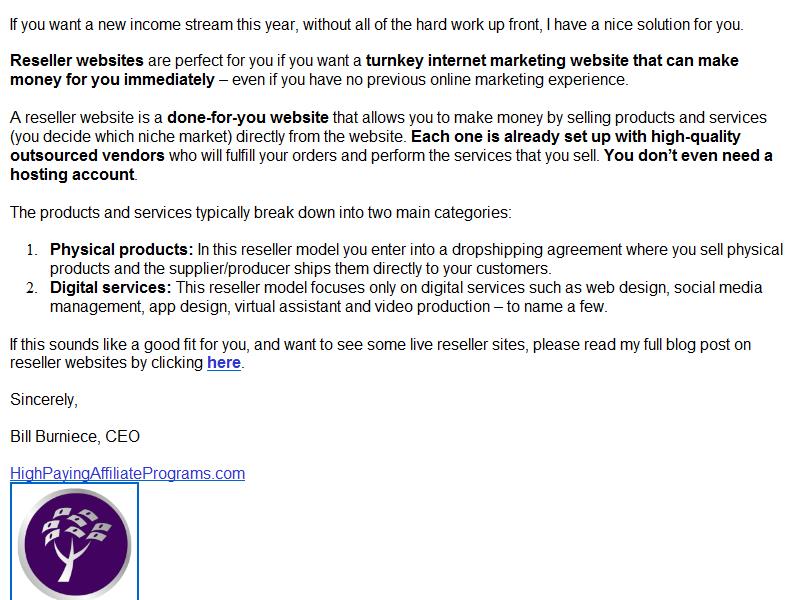 If you want a new income stream this year, without all of the hard work up front, I have a nice solution for you.
Reseller websites are perfect for you if you want a turnkey internet marketing website that can make
money for you immediately – even if you have no previous online marketing experience.
A reseller website is a done-for-you website that allows you to make money by selling products and services
(you decide which niche market) directly from the website. Each one is already set up with high-quality
outsourced vendors who will fulfill your orders and perform the services that you sell. You don’t even need a
hosting account.
The products and services typically break down into two main categories:
1. Physical products: In this reseller model you enter into a dropshipping agreement where you sell physical
products and the supplier/producer ships them directly to your customers.
2. Digital services: This reseller model focuses only on digital services such as web design, social media
management, app design, virtual assistant and video production – to name a few.
If this sounds like a good fit for you, and want to see some live reseller sites, please read my full blog post on
reseller websites by clicking here.
Sincerely,
Bill Burniece, CEO
HighPayingAffiliatePrograms.com